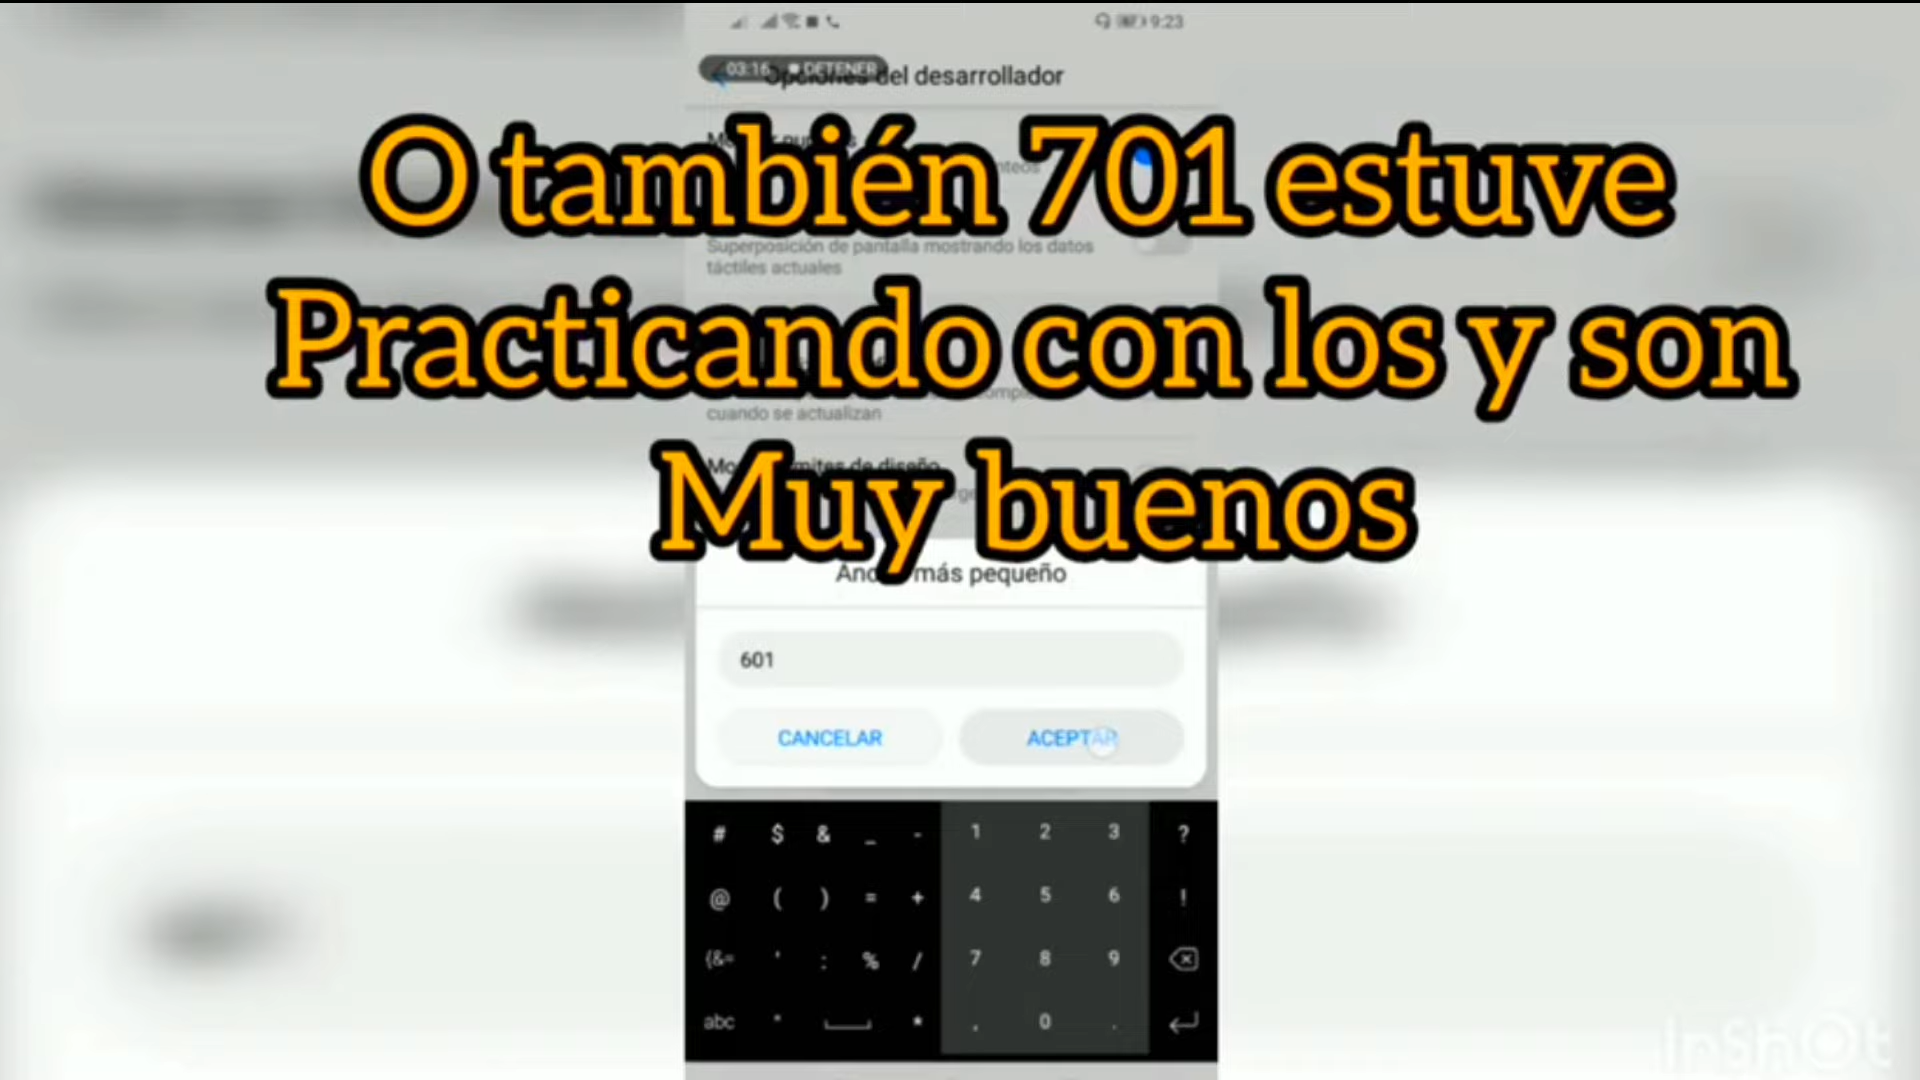 9:23
03:16 DETENER
Opciones del desarrollador
O también 701 estuve
Superposición de pantalla mostrando los datos
táctiles actuales
Practicando con los y son
cuando se actualizan
Muy buenos
más pequeño
601
CANCELAR ACEPTAR
# $ & _ - 1 2 3 ?
@ ( ) = + 4 5 6 !
{&= ' : % / 7 8 9
abc " * , 0 .
InShOt